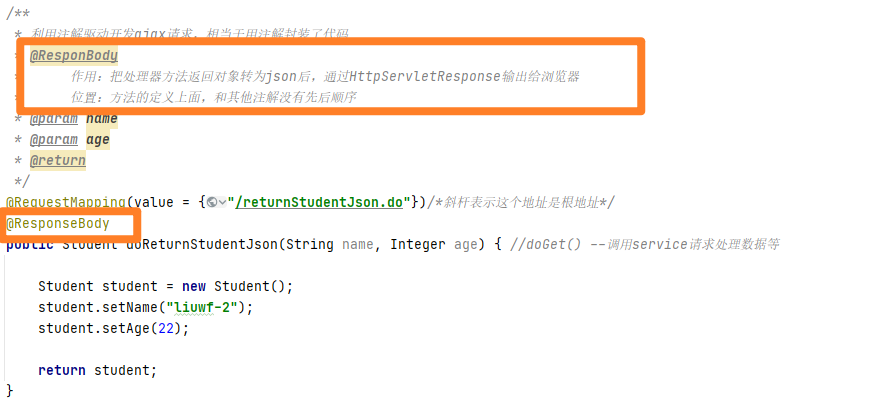 /**
* 利用注解驱动开发ajax请求，相当于用注解封装了代码
* @ResponBody
* 作用：把处理器方法返回对象转为json后，通过HttpServletResponse输出给浏览器
* 位置：方法的定义上面，和其他注解没有先后顺序
* @param name
* @param age
* @return
*/
@RequestMapping(value = {"/returnStudentJson.do"})/*斜杆表示这个地址是根地址*/
@ResponseBody
public Student doReturnStudentJson(String name, Integer age) { //doGet() --调用service请求处理数据等
Student student = new Student();
student.setName("liuwf-2");
student.setAge(22);
return student;
}